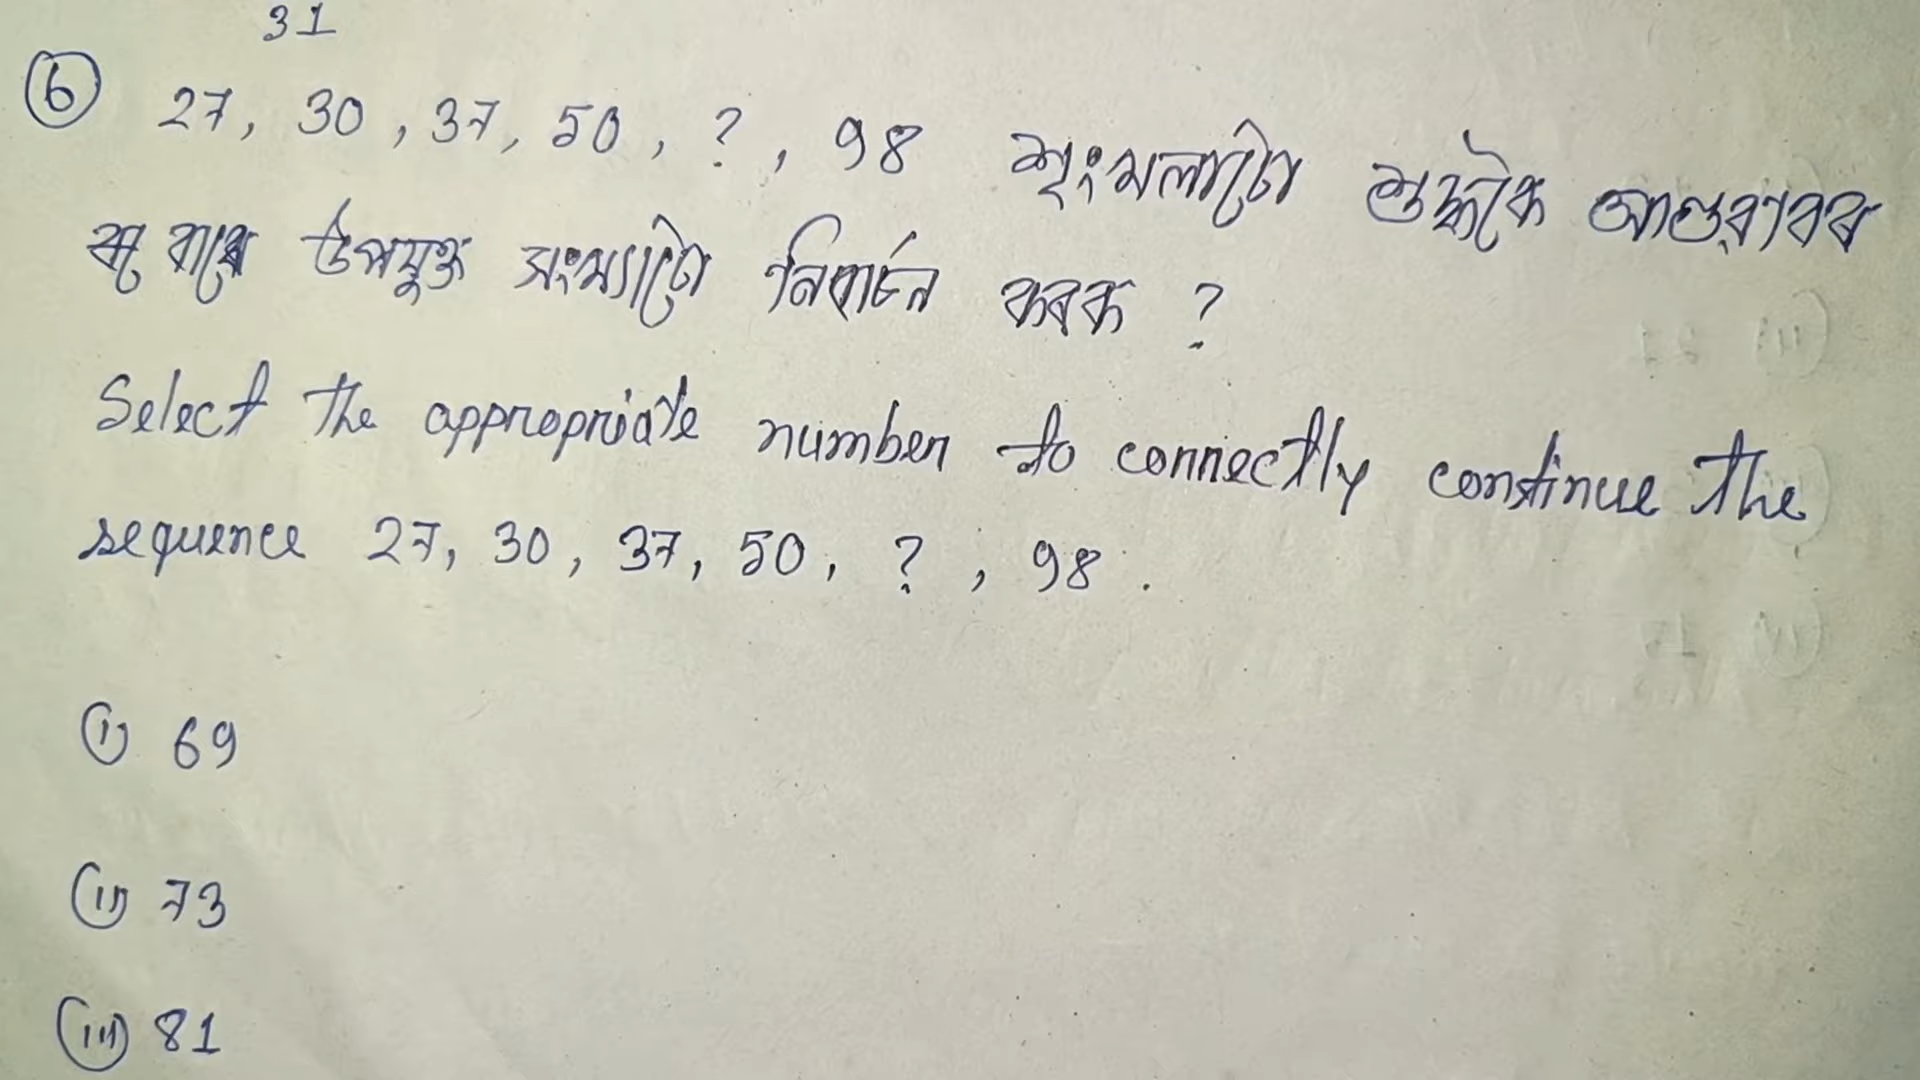 31
6 27, 30, 37, 50, ?, 98 শৃংখলাটো শুদ্ধকৈ আগুৱাবৰ
বাবে উপযুক্ত সংখ্যাটো নিৰ্বাচন কৰক ?
Select the appropriate number to correctly continue the
sequence 27, 30, 37, 50, ?, 98.
(i) 69
(ii) 73
(iii) 81